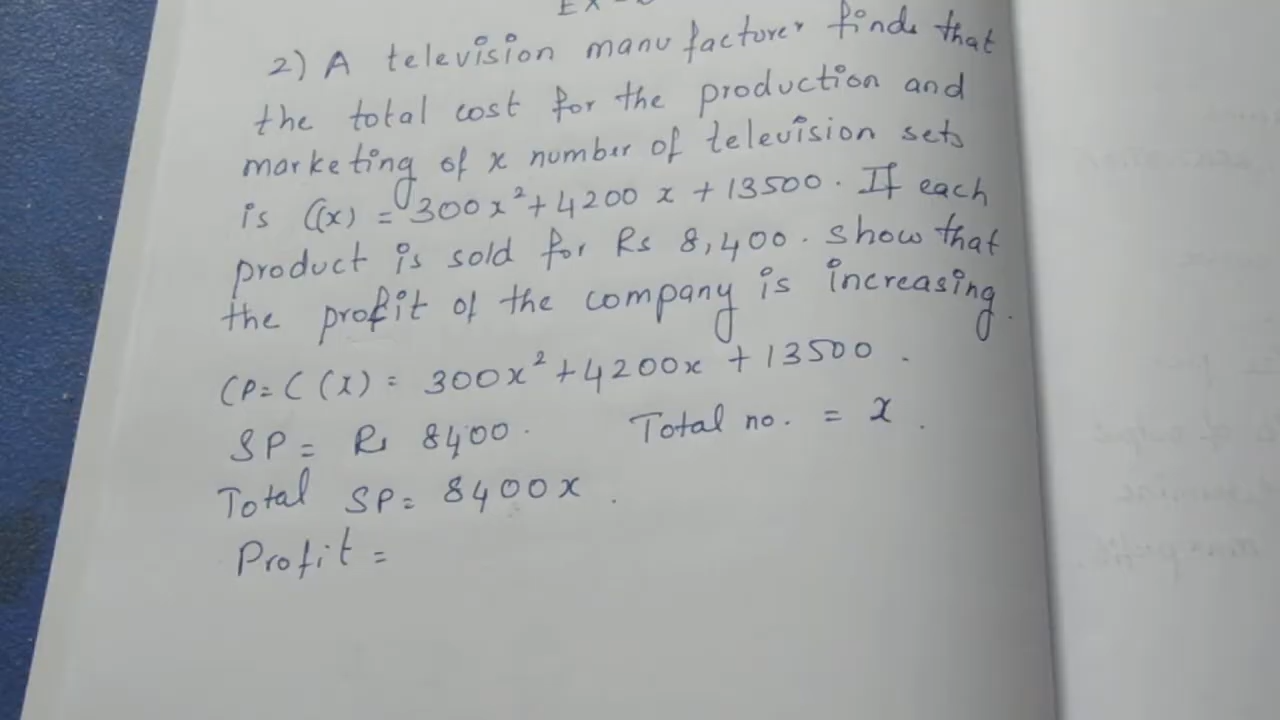 2) A television manufacturer finds that
the total cost for the production and
marketing of x number of television sets
is C(x) = 300x² + 4200x + 13500. If each
product is sold for Rs 8,400. show that
the profit of the company is increasing.
CP = C(x) = 300x² + 4200x + 13500.
SP = Rs 8400. Total no. = x.
Total SP = 8400x.
Profit =